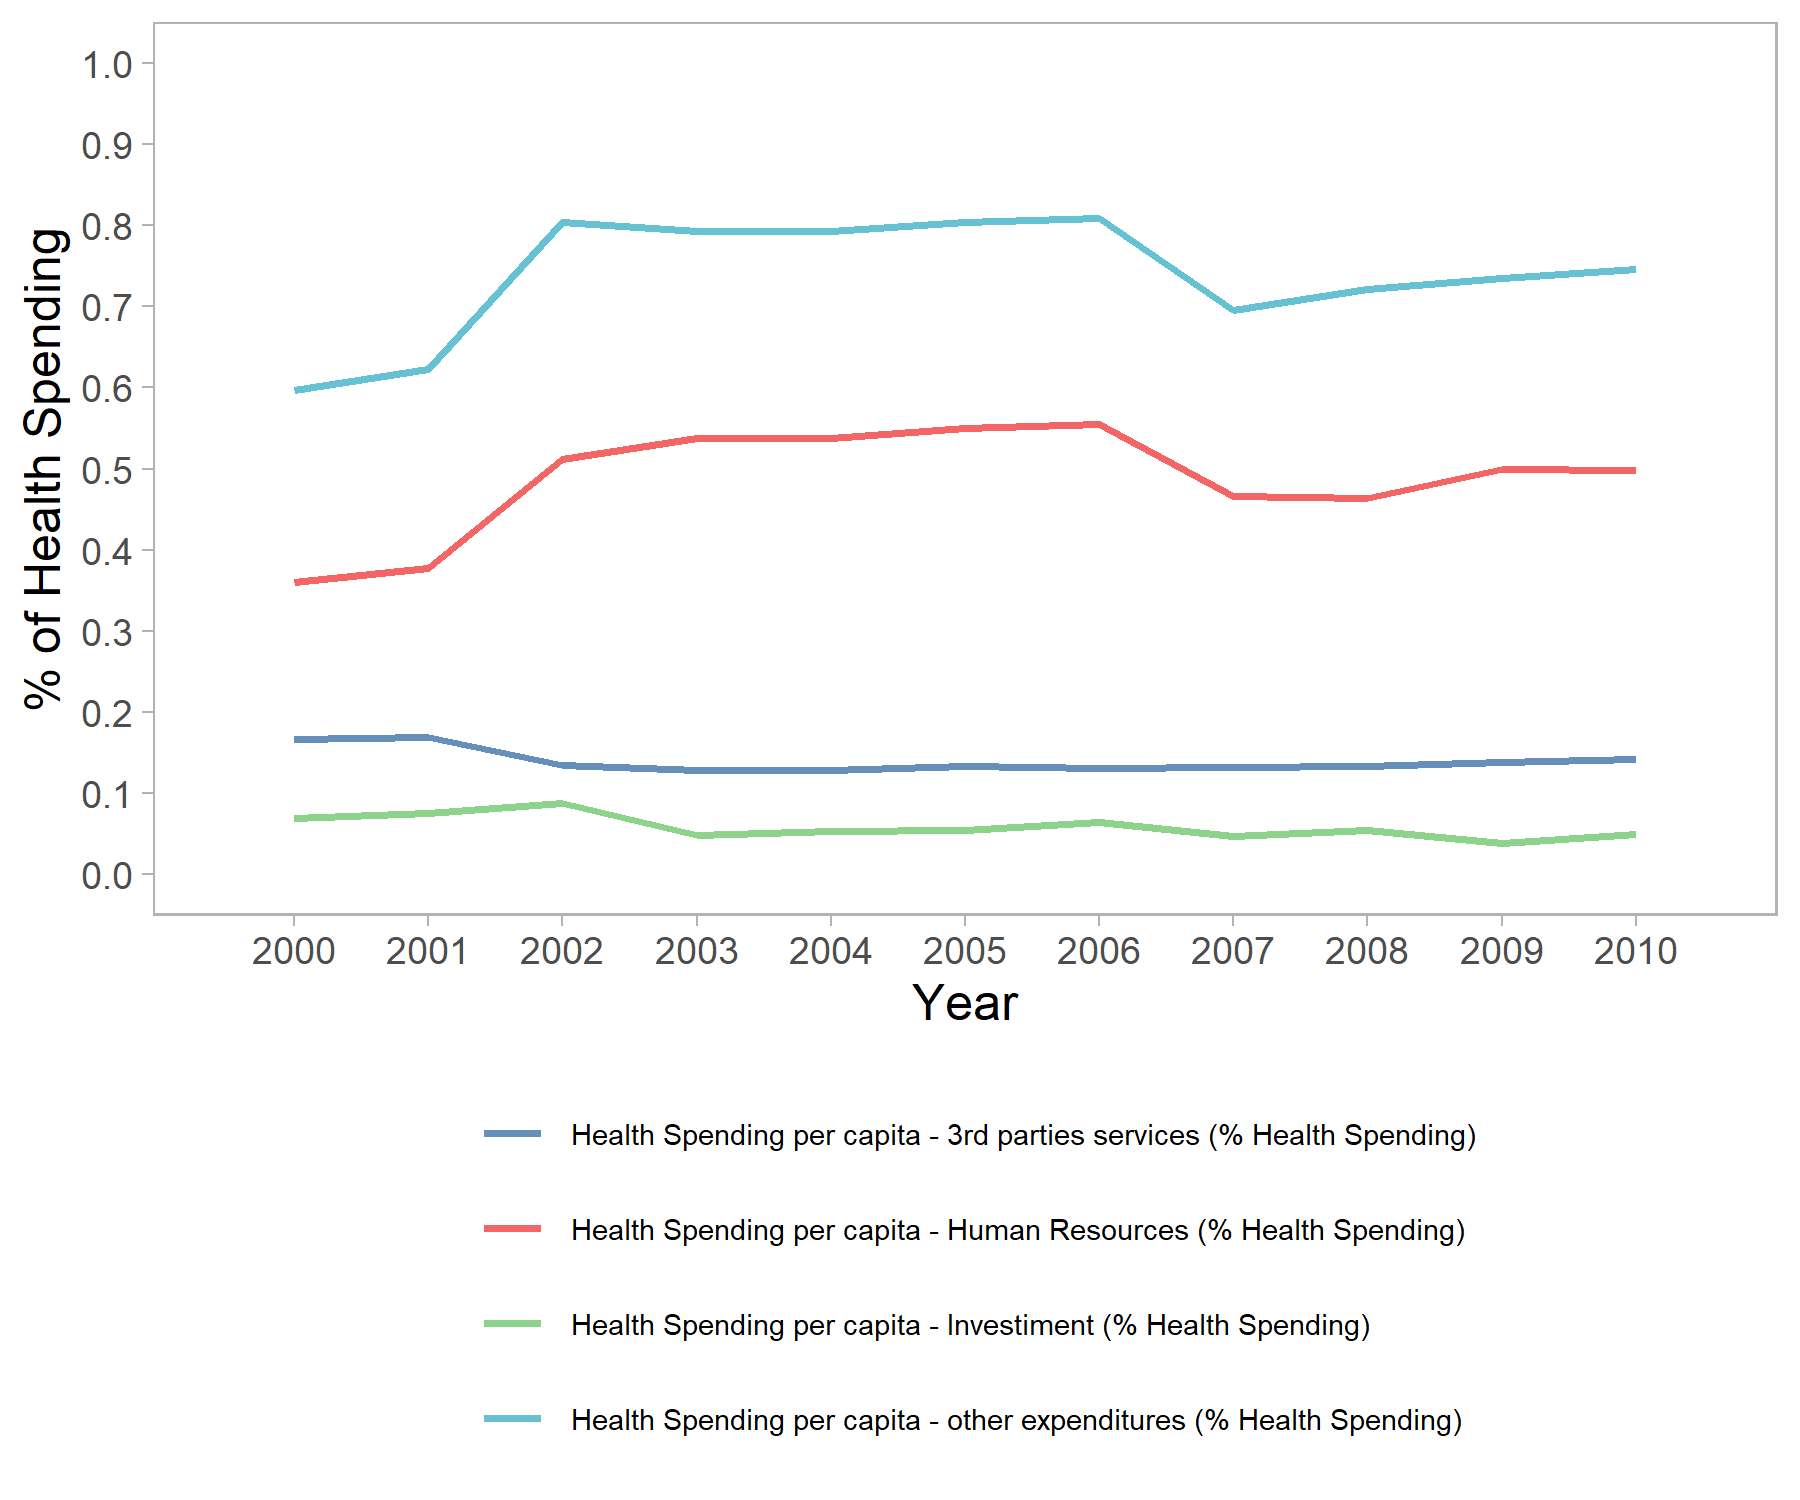 1.0
0.9
0.8
0.7
0.6
0.5
0.4
0.3
0.2
0.1
0.0
% of Health Spending
2000 2001 2002 2003 2004 2005 2006 2007 2008 2009 2010
Year
Health Spending per capita - 3rd parties services (% Health Spending)
Health Spending per capita - Human Resources (% Health Spending)
Health Spending per capita - Investiment (% Health Spending)
Health Spending per capita - other expenditures (% Health Spending)